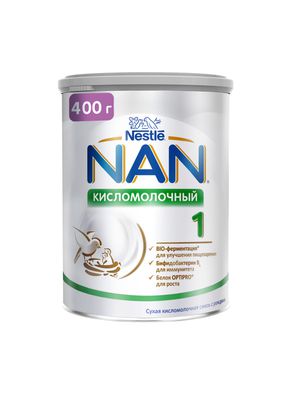 400 г
Nestlé
NAN
КИСЛОМОЛОЧНЫЙ
1
BIO-ферментация*
для улучшения пищеварения
Бифидобактерии BL
для иммунитета
Белок OPTIPRO®
для роста
Сухая кисломолочная смесь с рождения